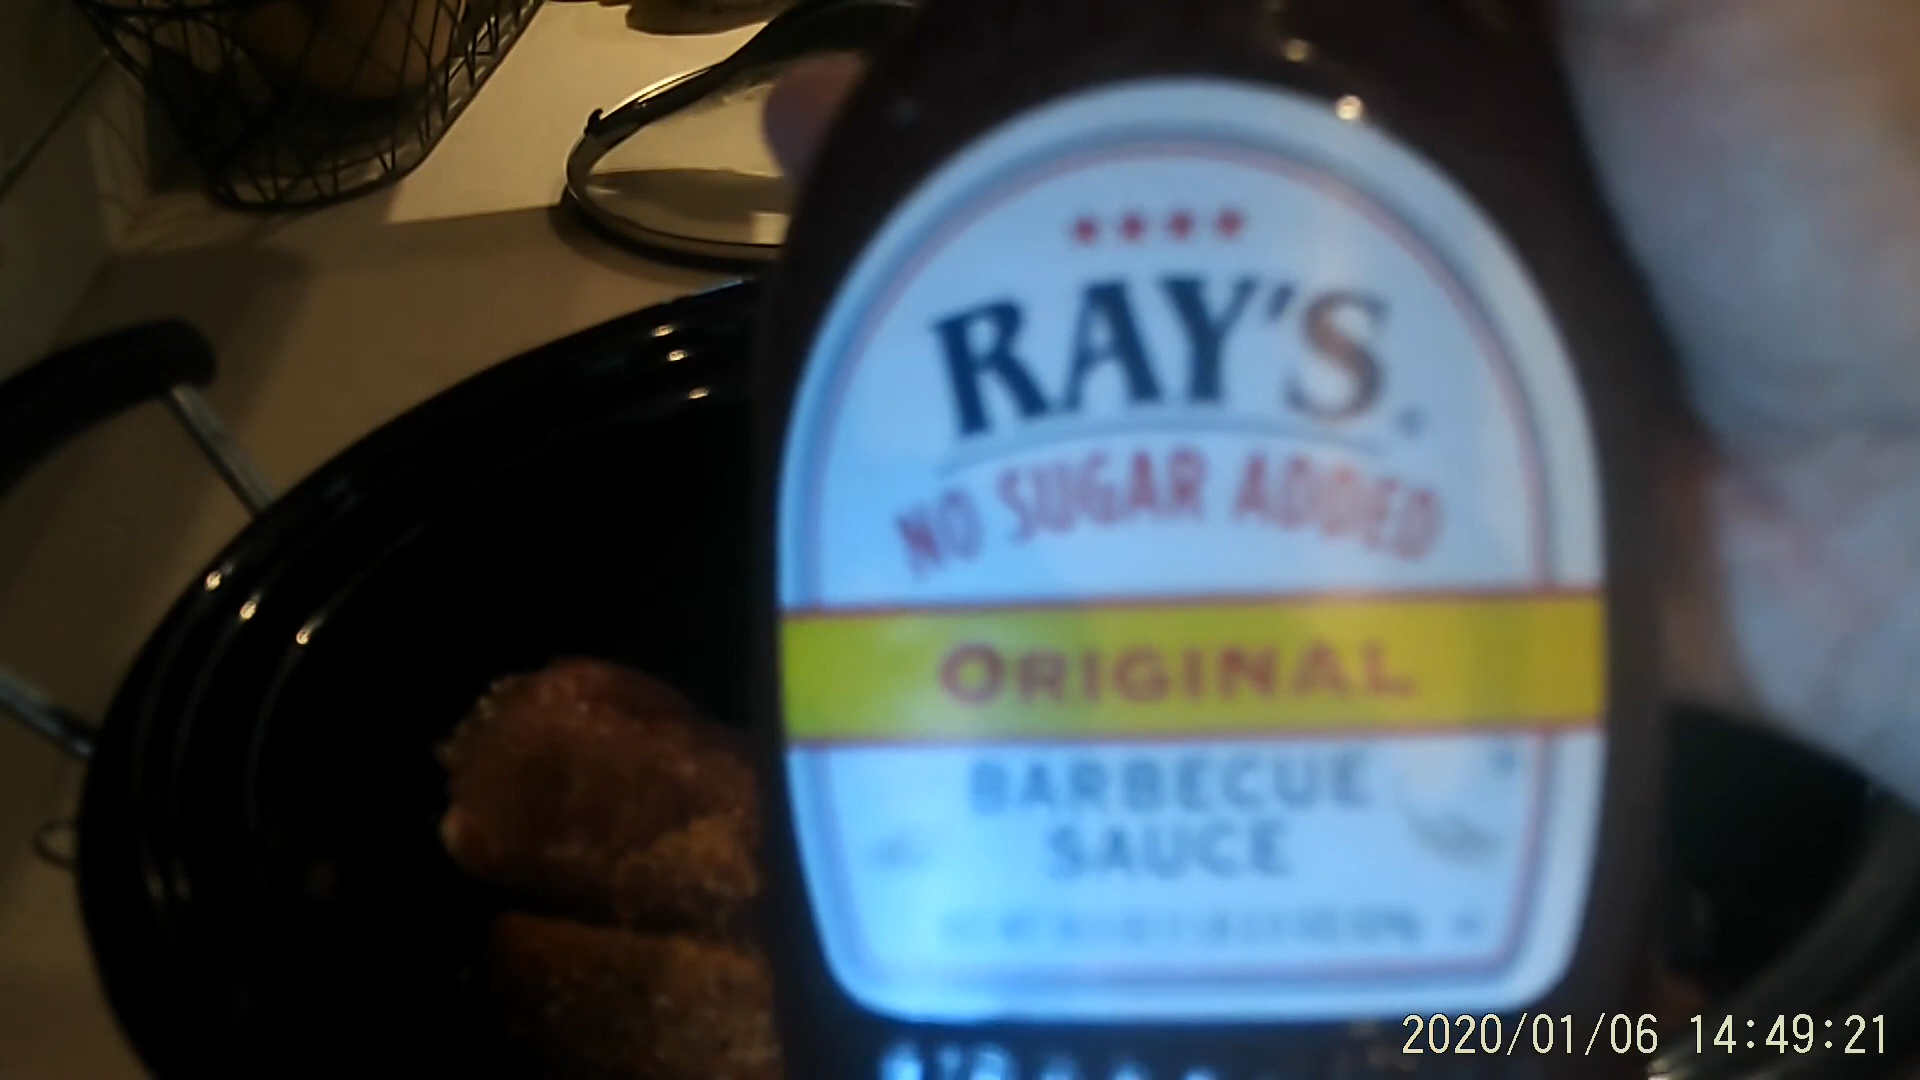 RAY'S
NO SUGAR ADDED
ORIGINAL
BARBECUE
SAUCE
2020/01/06 14:49:21